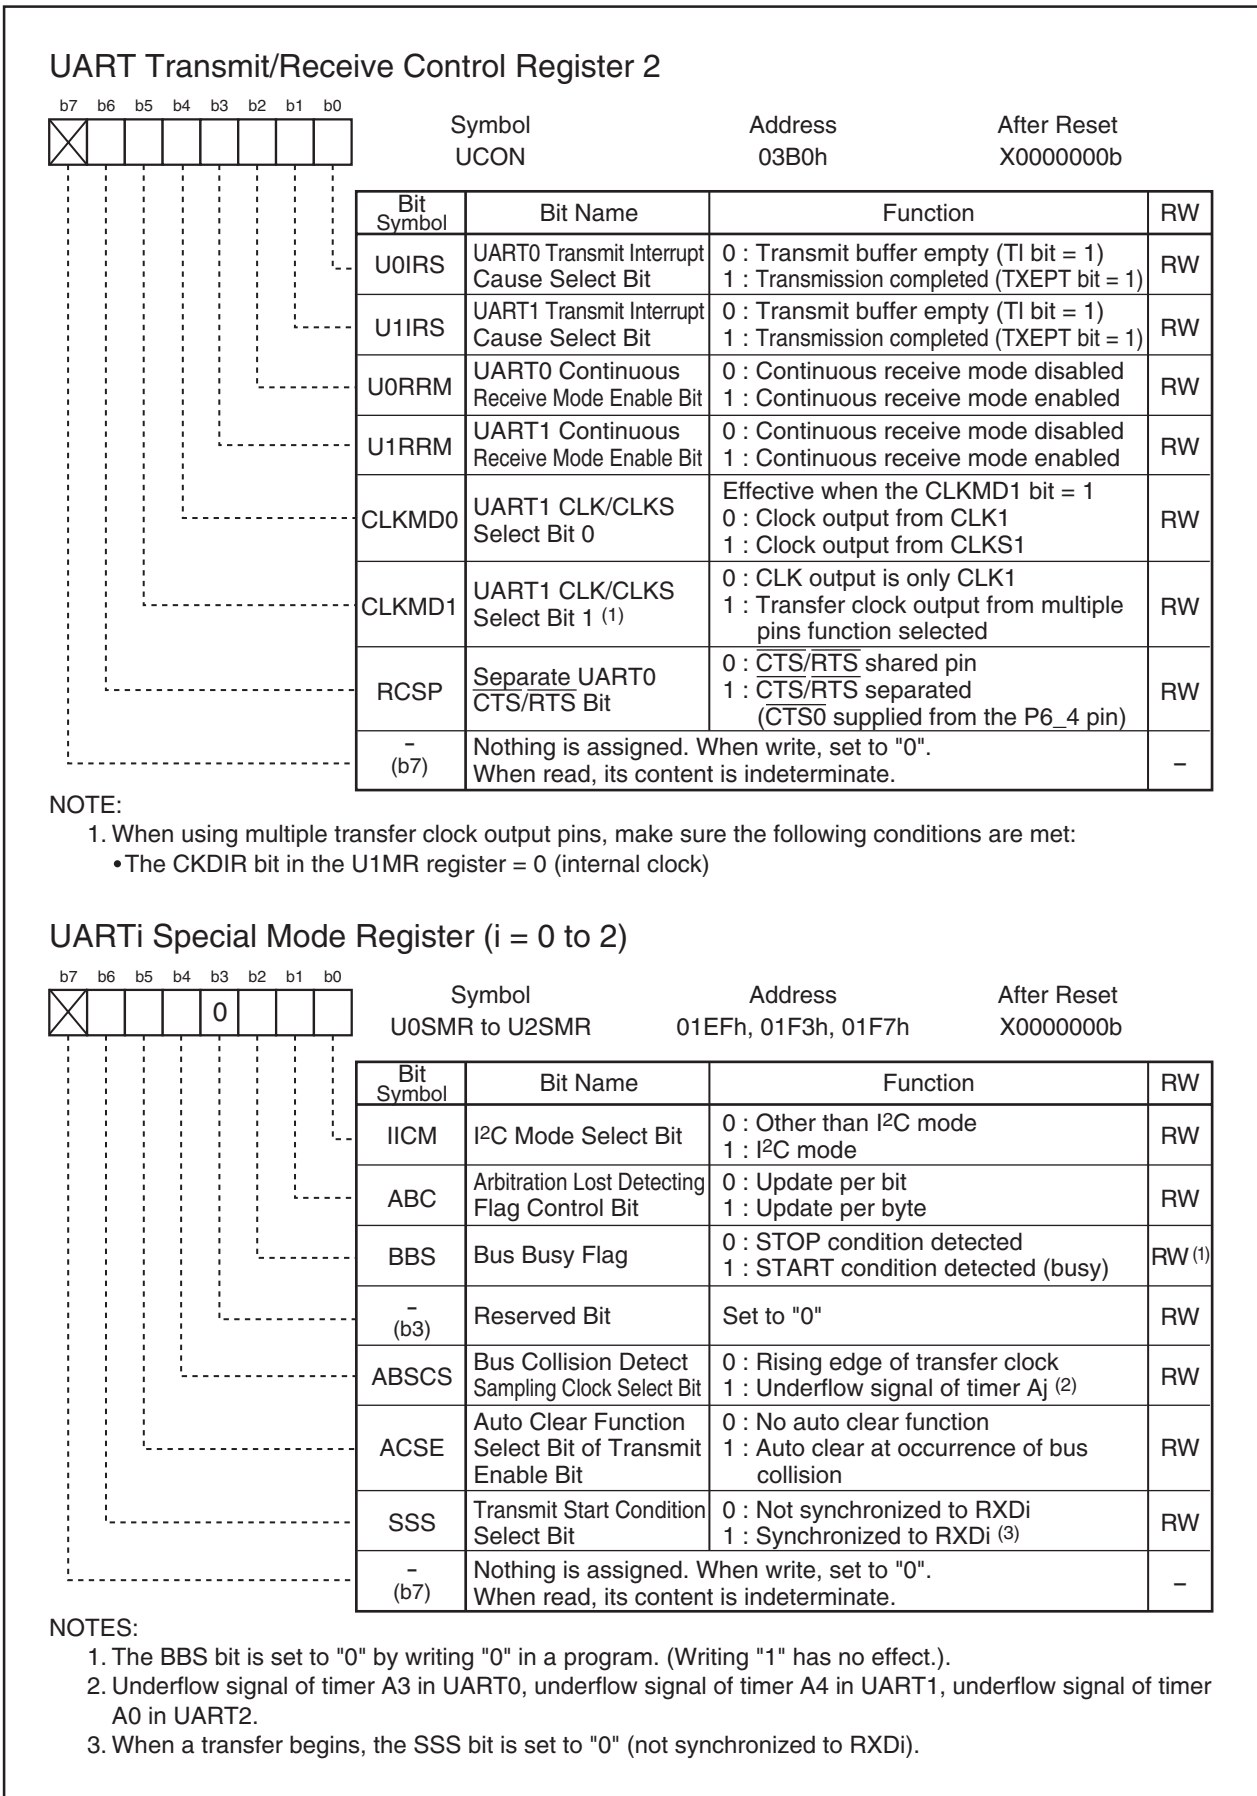 UART Transmit/Receive Control Register 2
b7 b6 b5 b4 b3 b2 b1 b0
Symbol Address After Reset
UCON 03B0h X0000000b
Bit Symbol Bit Name Function RW
U0IRS UART0 Transmit Interrupt Cause Select Bit 0 : Transmit buffer empty (TI bit = 1) RW
1 : Transmission completed (TXEPT bit = 1)
U1IRS UART1 Transmit Interrupt Cause Select Bit 0 : Transmit buffer empty (TI bit = 1) RW
1 : Transmission completed (TXEPT bit = 1)
U0RRM UART0 Continuous Receive Mode Enable Bit 0 : Continuous receive mode disabled RW
1 : Continuous receive mode enabled
U1RRM UART1 Continuous Receive Mode Enable Bit 0 : Continuous receive mode disabled RW
1 : Continuous receive mode enabled
CLKMD0 UART1 CLK/CLKS Select Bit 0 Effective when the CLKMD1 bit = 1 RW
0 : Clock output from CLK1
1 : Clock output from CLKS1
CLKMD1 UART1 CLK/CLKS Select Bit 1 (1) 0 : CLK output is only CLK1 RW
1 : Transfer clock output from multiple
pins function selected
RCSP Separate UART0 CTS/RTS Bit 0 : CTS/RTS shared pin RW
1 : CTS/RTS separated
(CTS0 supplied from the P6_4 pin)
– (b7) Nothing is assigned. When write, set to "0". –
When read, its content is indeterminate.
NOTE:
1. When using multiple transfer clock output pins, make sure the following conditions are met:
•The CKDIR bit in the U1MR register = 0 (internal clock)
UARTi Special Mode Register (i = 0 to 2)
b7 b6 b5 b4 b3 b2 b1 b0
0
Symbol Address After Reset
U0SMR to U2SMR 01EFh, 01F3h, 01F7h X0000000b
Bit Symbol Bit Name Function RW
IICM I2C Mode Select Bit 0 : Other than I2C mode RW
1 : I2C mode
ABC Arbitration Lost Detecting Flag Control Bit 0 : Update per bit RW
1 : Update per byte
BBS Bus Busy Flag 0 : STOP condition detected RW (1)
1 : START condition detected (busy)
– (b3) Reserved Bit Set to "0" RW
ABSCS Bus Collision Detect Sampling Clock Select Bit 0 : Rising edge of transfer clock RW
1 : Underflow signal of timer Aj (2)
ACSE Auto Clear Function Select Bit of Transmit Enable Bit 0 : No auto clear function RW
1 : Auto clear at occurrence of bus
collision
SSS Transmit Start Condition Select Bit 0 : Not synchronized to RXDi RW
1 : Synchronized to RXDi (3)
– (b7) Nothing is assigned. When write, set to "0". –
When read, its content is indeterminate.
NOTES:
1. The BBS bit is set to "0" by writing "0" in a program. (Writing "1" has no effect.).
2. Underflow signal of timer A3 in UART0, underflow signal of timer A4 in UART1, underflow signal of timer
A0 in UART2.
3. When a transfer begins, the SSS bit is set to "0" (not synchronized to RXDi).